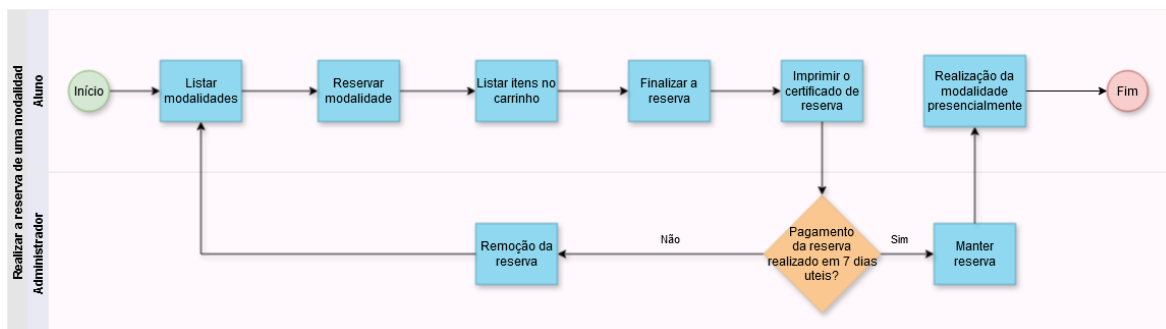 Realizar a reserva de uma modalidad
Aluno
Início
Listar
modalidades
Reservar
modalidade
Listar itens no
carrinho
Finalizar a
reserva
Imprimir o
certificado de
reserva
Realização da
modalidade
presencialmente
Fim
Administrador
Remoção da
reserva
Não
Pagamento
da reserva
realizado em 7 dias
uteis?
Sim
Manter
reserva